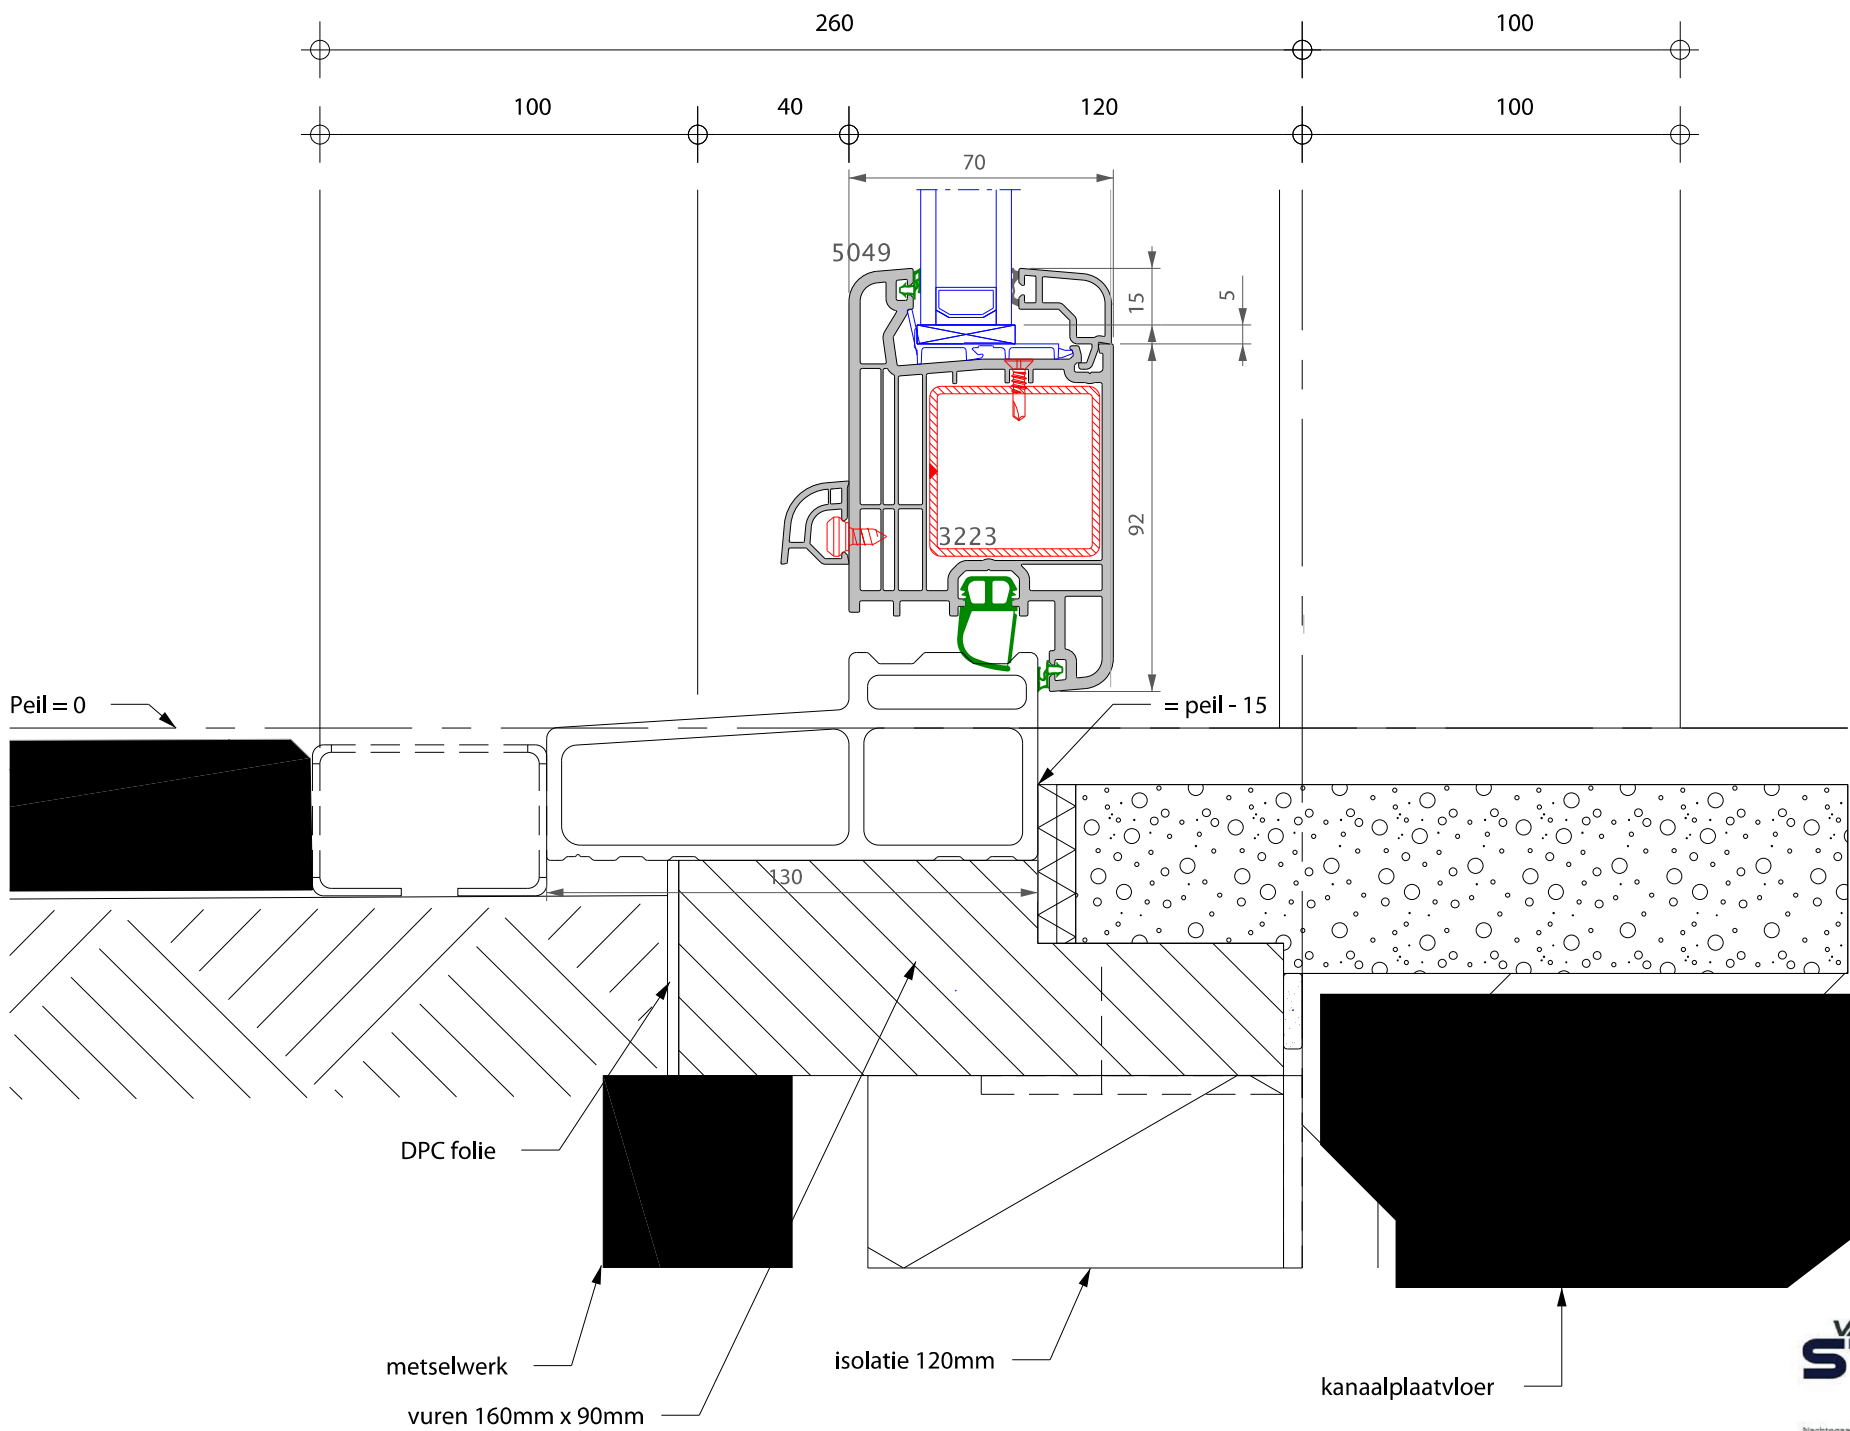 260
100
100
40
120
100
70
5049
15
5
92
3223
Peil = 0
= peil - 15
130
DPC folie
metselwerk
isolatie 120mm
kanaalplaatvloer
vuren 160mm x 90mm